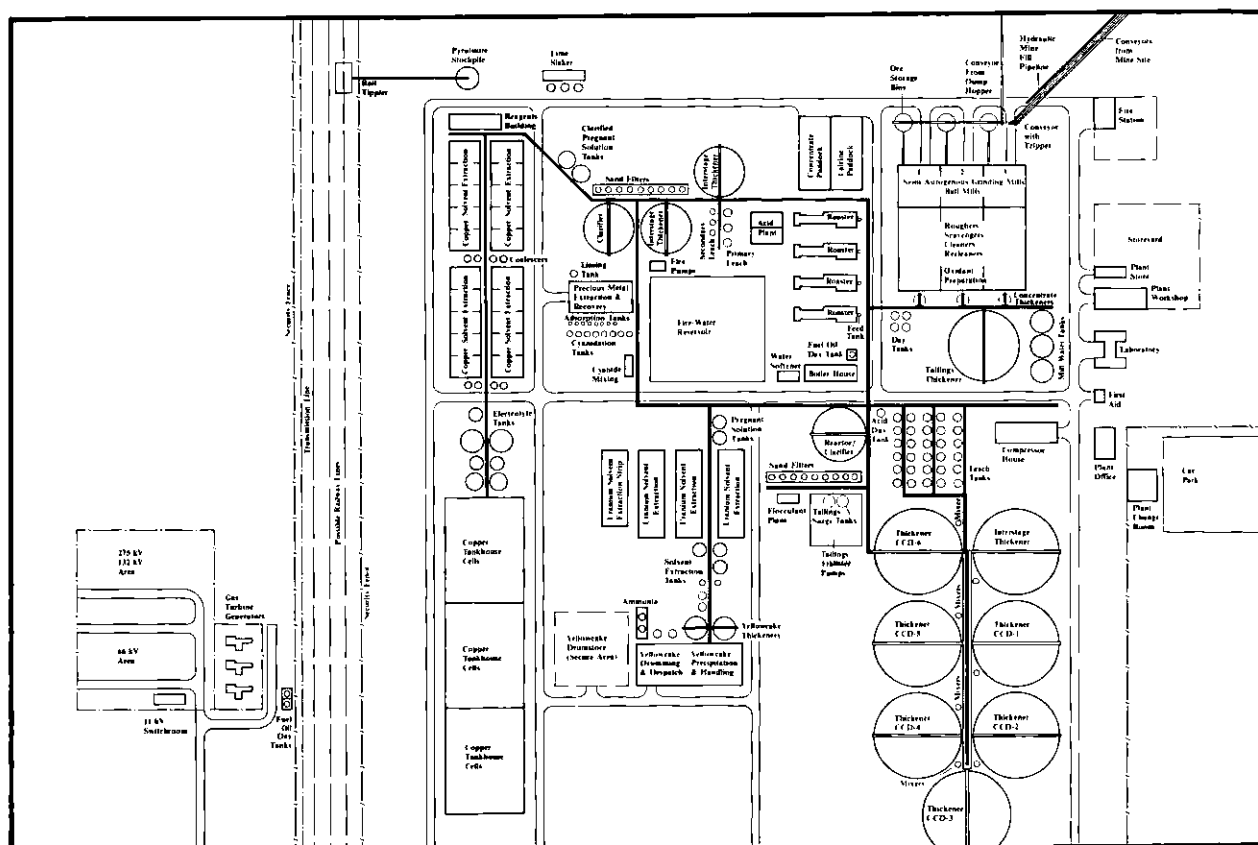 Pyrolusite
Stockpile
Lime
Slaker
Rail
Tippler
Reagents
Building
Hydraulic
Mine
Fill
Pipeline
Conveyors
from
Mine Site
Ore
Storage
Bins
Conveyor
From
Dump
Hopper
Conveyor
with
Tripper
Fire
Station
Clarified
Pregnant
Solution
Tanks
Sand Filters
Interstage
Thickener
Concentrate
Paddock
Calcine
Paddock
Semi Autogenous Grinding Mills
Ball Mills
Roughers
Scavengers
Cleaners
Recleaners
Oxidant
Preparation
Concentrate
Thickeners
Storeyard
Plant
Store
Plant
Workshop
Laboratory
First
Aid
Plant
Office
Plant
Change
Room
Car
Park
Copper Solvent Extraction
Copper Solvent Extraction
Coalescers
Copper Solvent Extraction
Copper Solvent Extraction
Clarifier
Interstage
Thickener
Secondary
Leach
Primary
Leach
Acid
Plant
Roaster
Roaster
Roaster
Roaster
Feed
Tank
Liming
Tank
Fire
Pumps
Precious Metal
Extraction &
Recovery
Adsorption Tanks
Cyanidation
Tanks
Cyanide
Mixing
Fire-Water
Reservoir
Water
Softener
Fuel Oil
Day Tank
Boiler House
Day
Tanks
Tailings
Thickener
Mill Water Tanks
Security Fence
Transmission Line
Possible Railway Lines
Security Fence
Electrolyte
Tanks
Pregnant
Solution
Tanks
Reactor/
Clarifier
Acid
Day
Tank
Leach
Tanks
Compressor
House
Uranium Solvent
Extraction Strip
Uranium Solvent
Extraction
Uranium Solvent
Extraction
Uranium Solvent
Extraction
Sand Filters
Flocculant
Plant
Tailings
Surge Tanks
Tailings
Transfer
Pumps
Mixer
Thickener
CCD-6
Interstage
Thickener
Mixers
Thickener
CCD-5
Thickener
CCD-1
Mixers
Thickener
CCD-4
Thickener
CCD-2
Mixers
Thickener
CCD-3
Copper
Tankhouse
Cells
Copper
Tankhouse
Cells
Copper
Tankhouse
Cells
Solvent
Extraction
Tanks
Ammonia
Yellowcake
Thickeners
Yellowcake
Drumstore
(Secure Area)
Yellowcake
Drumming
& Despatch
Yellowcake
Precipitation
& Handling
275 kV
132 kV
Area
66 kV
Area
Gas
Turbine
Generators
11 kV
Switchroom
Fuel
Oil
Day
Tanks